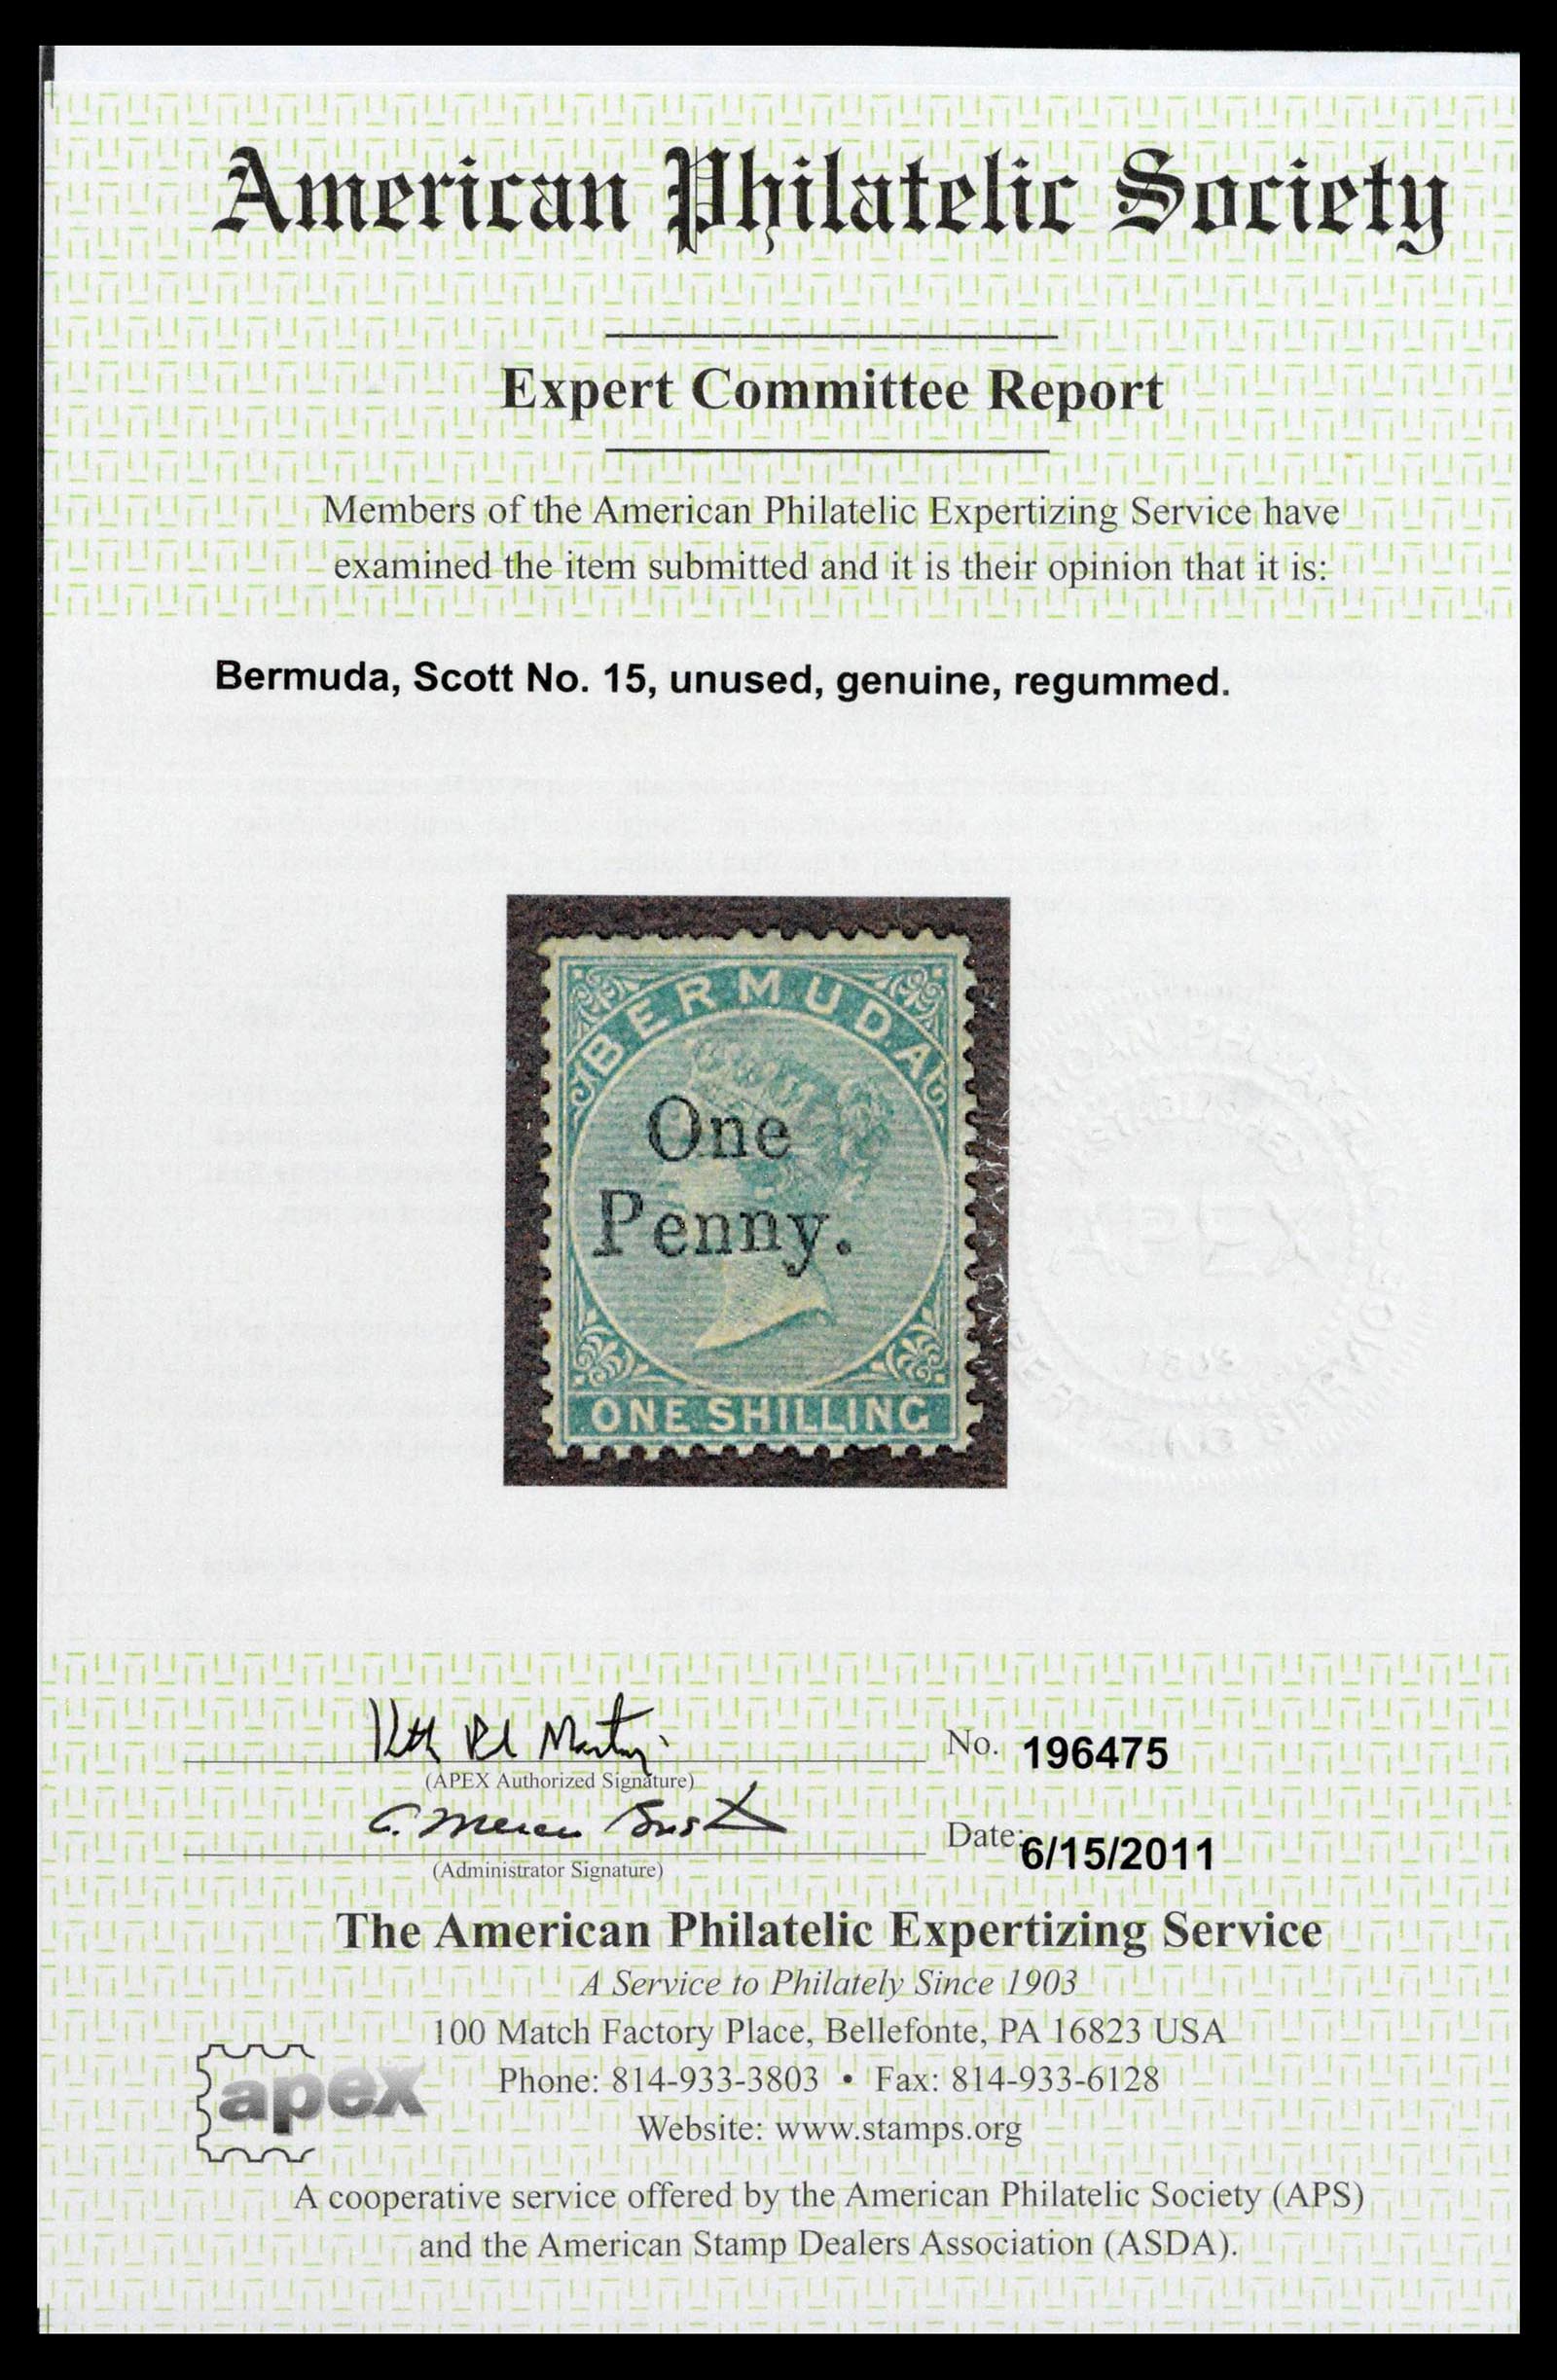 American Philatelic Society
Expert Committee Report
Members of the American Philatelic Expertizing Service have
examined the item submitted and it is their opinion that it is:
Bermuda, Scott No. 15, unused, genuine, regummed.
BERMUDA
One
Penny.
ONE SHILLING
(APEX Authorized Signature)
No. 196475
(Administrator Signature)
Date: 6/15/2011
The American Philatelic Expertizing Service
A Service to Philately Since 1903
100 Match Factory Place, Bellefonte, PA 16823 USA
apex
Phone: 814-933-3803 • Fax: 814-933-6128
Website: www.stamps.org
A cooperative service offered by the American Philatelic Society (APS)
and the American Stamp Dealers Association (ASDA).